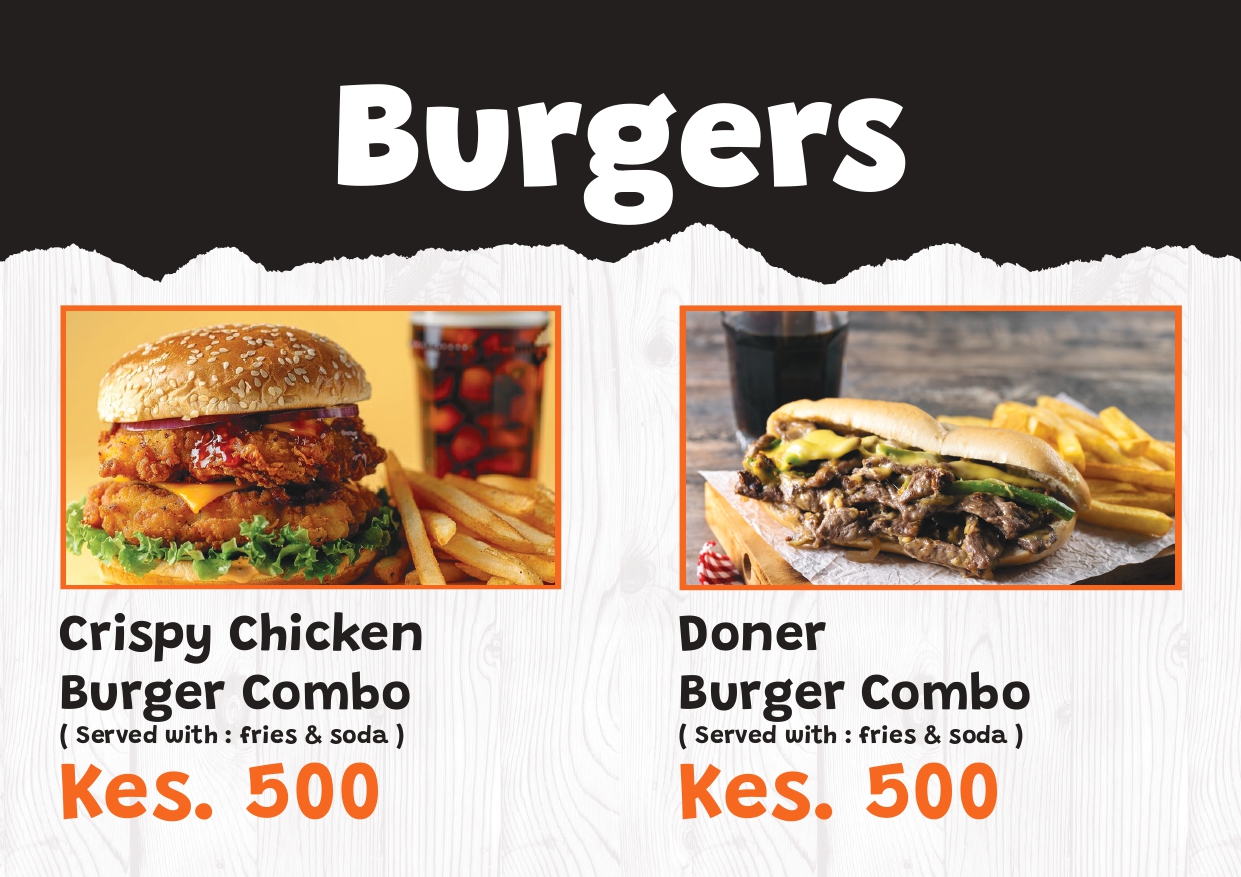 Burgers
Crispy Chicken
Burger Combo
( Served with : fries & soda )
Kes. 500
Doner
Burger Combo
( Served with : fries & soda )
Kes. 500